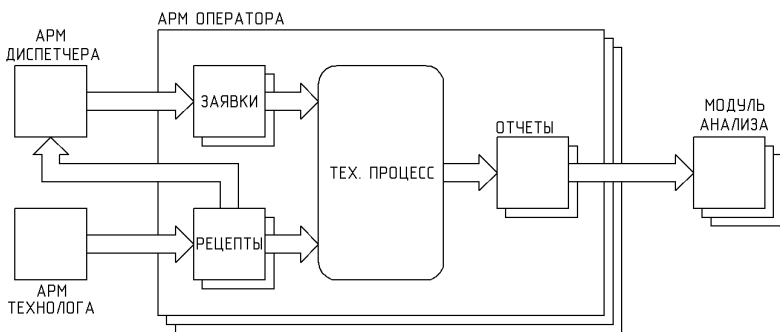 АРМ ОПЕРАТОРА
АРМ
ДИСПЕТЧЕРА
ЗАЯВКИ
ТЕХ. ПРОЦЕСС
ОТЧЕТЫ
МОДУЛЬ
АНАЛИЗА
РЕЦЕПТЫ
АРМ
ТЕХНОЛОГА